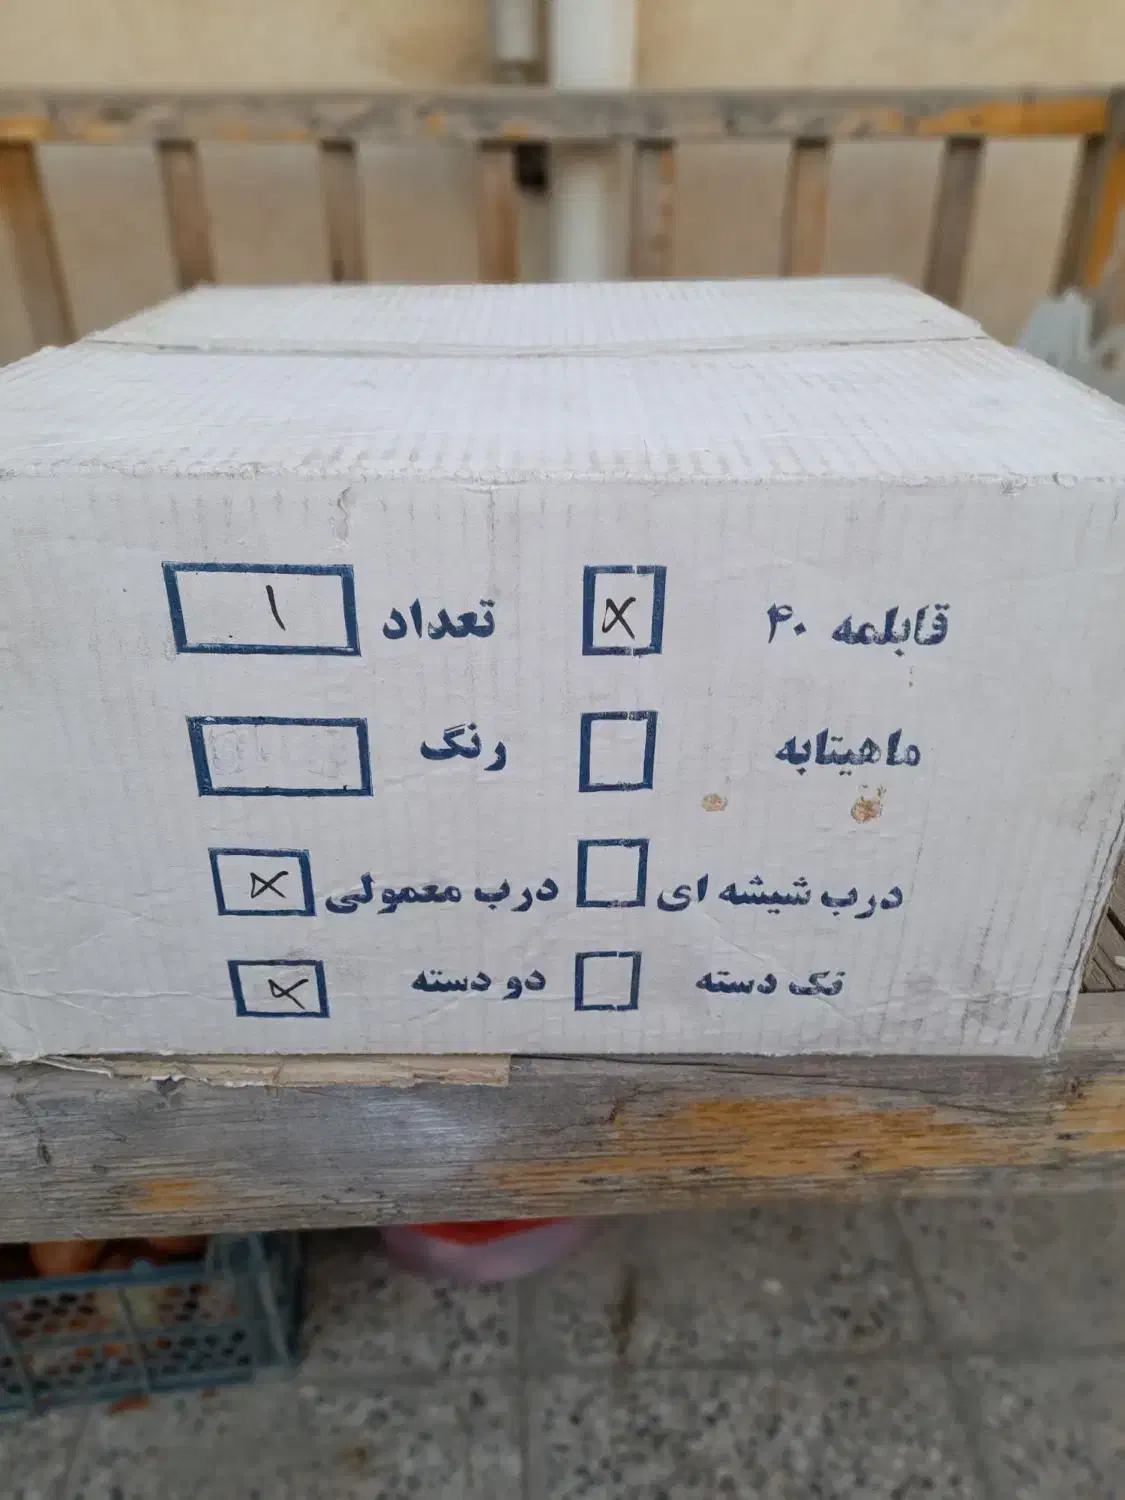 قابلمه ۴۰ ☒ تعداد ۱
ماهیتابه ☐ رنگ ☐
درب شیشه ای ☐ درب معمولی ☒
تک دسته ☐ دو دسته ☒